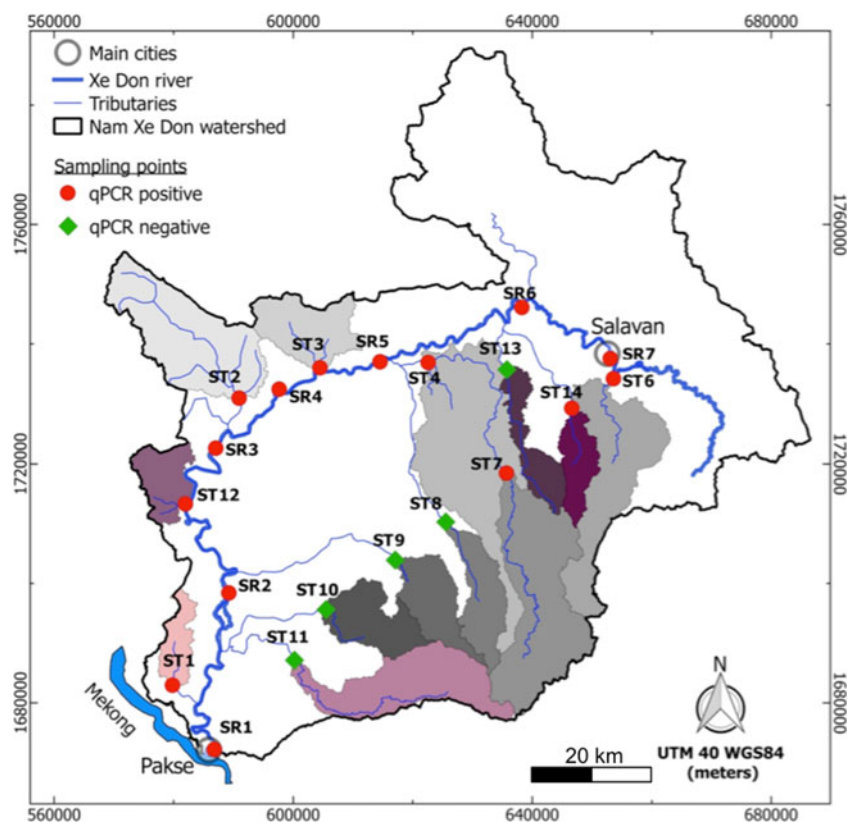 560000 600000 640000 680000
Main cities
Xe Don river
Tributaries
Nam Xe Don watershed
Sampling points
qPCR positive
qPCR negative
1760000 1760000
SR6
Salavan
ST3 SR5 ST13 SR7
ST2 ST4 ST6
SR4 ST14
SR3
1720000 ST7 1720000
ST12
ST8
ST9
SR2 ST10
ST11
ST1 N
Mekong
1680000 1680000
SR1
Pakse 20 km UTM 40 WGS84
(meters)
560000 600000 640000 680000